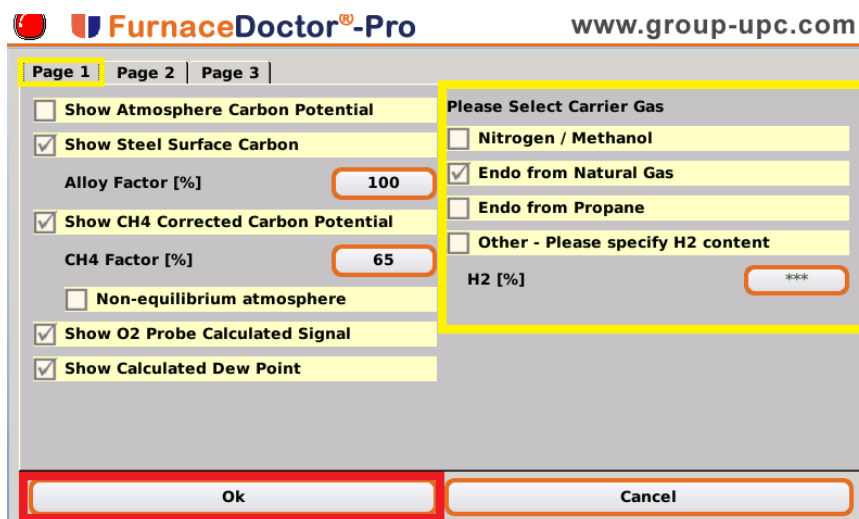 FurnaceDoctor®-Pro www.group-upc.com
Page 1 Page 2 Page 3
Show Atmosphere Carbon Potential
Show Steel Surface Carbon
Alloy Factor [%] 100
Show CH4 Corrected Carbon Potential
CH4 Factor [%] 65
Non-equilibrium atmosphere
Show O2 Probe Calculated Signal
Show Calculated Dew Point
Please Select Carrier Gas
Nitrogen / Methanol
Endo from Natural Gas
Endo from Propane
Other - Please specify H2 content
H2 [%] ***
Ok Cancel